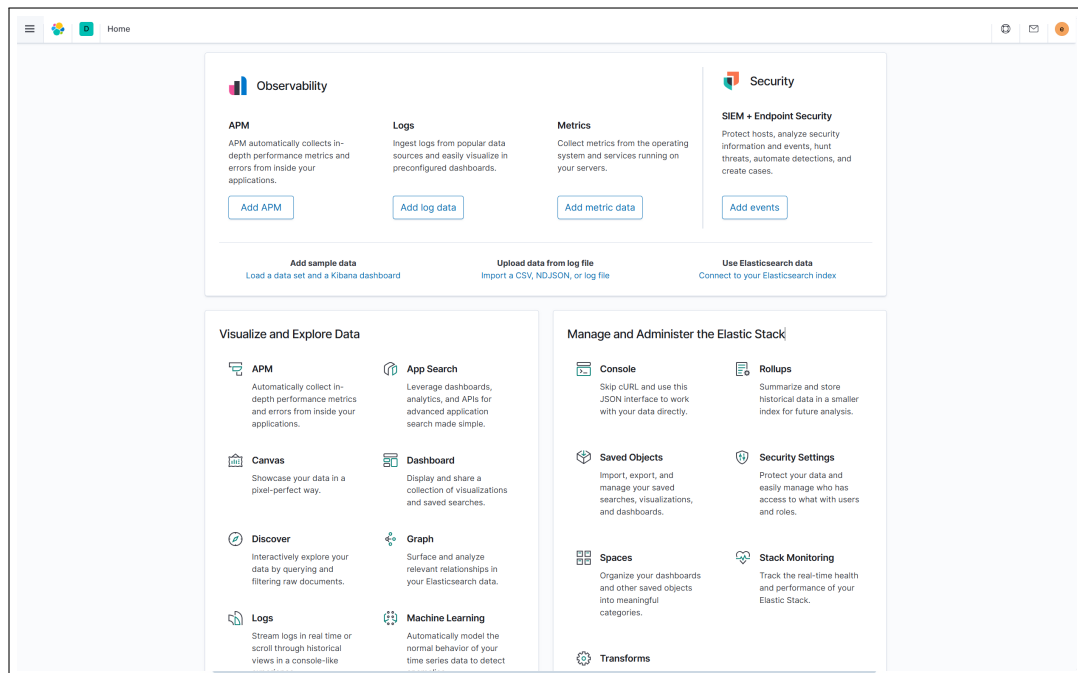 D Home e
Observability
APM
APM automatically collects in-
depth performance metrics and
errors from inside your
applications.
Add APM
Logs
Ingest logs from popular data
sources and easily visualize in
preconfigured dashboards.
Add log data
Metrics
Collect metrics from the operating
system and services running on
your servers.
Add metric data
Security
SIEM + Endpoint Security
Protect hosts, analyze security
information and events, hunt
threats, automate detections, and
create cases.
Add events
Add sample data
Load a data set and a Kibana dashboard
Upload data from log file
Import a CSV, NDJSON, or log file
Use Elasticsearch data
Connect to your Elasticsearch index
Visualize and Explore Data
APM
Automatically collect in-
depth performance metrics
and errors from inside your
applications.
App Search
Leverage dashboards,
analytics, and APIs for
advanced application
search made simple.
Canvas
Showcase your data in a
pixel-perfect way.
Dashboard
Display and share a
collection of visualizations
and saved searches.
Discover
Interactively explore your
data by querying and
filtering raw documents.
Graph
Surface and analyze
relevant relationships in
your Elasticsearch data.
Logs
Stream logs in real time or
scroll through historical
views in a console-like
Machine Learning
Automatically model the
normal behavior of your
time series data to detect
Manage and Administer the Elastic Stack
Console
Skip cURL and use this
JSON interface to work
with your data directly.
Rollups
Summarize and store
historical data in a smaller
index for future analysis.
Saved Objects
Import, export, and
manage your saved
searches, visualizations,
and dashboards.
Security Settings
Protect your data and
easily manage who has
access to what with users
and roles.
Spaces
Organize your dashboards
and other saved objects
into meaningful
categories.
Stack Monitoring
Track the real-time health
and performance of your
Elastic Stack.
Transforms